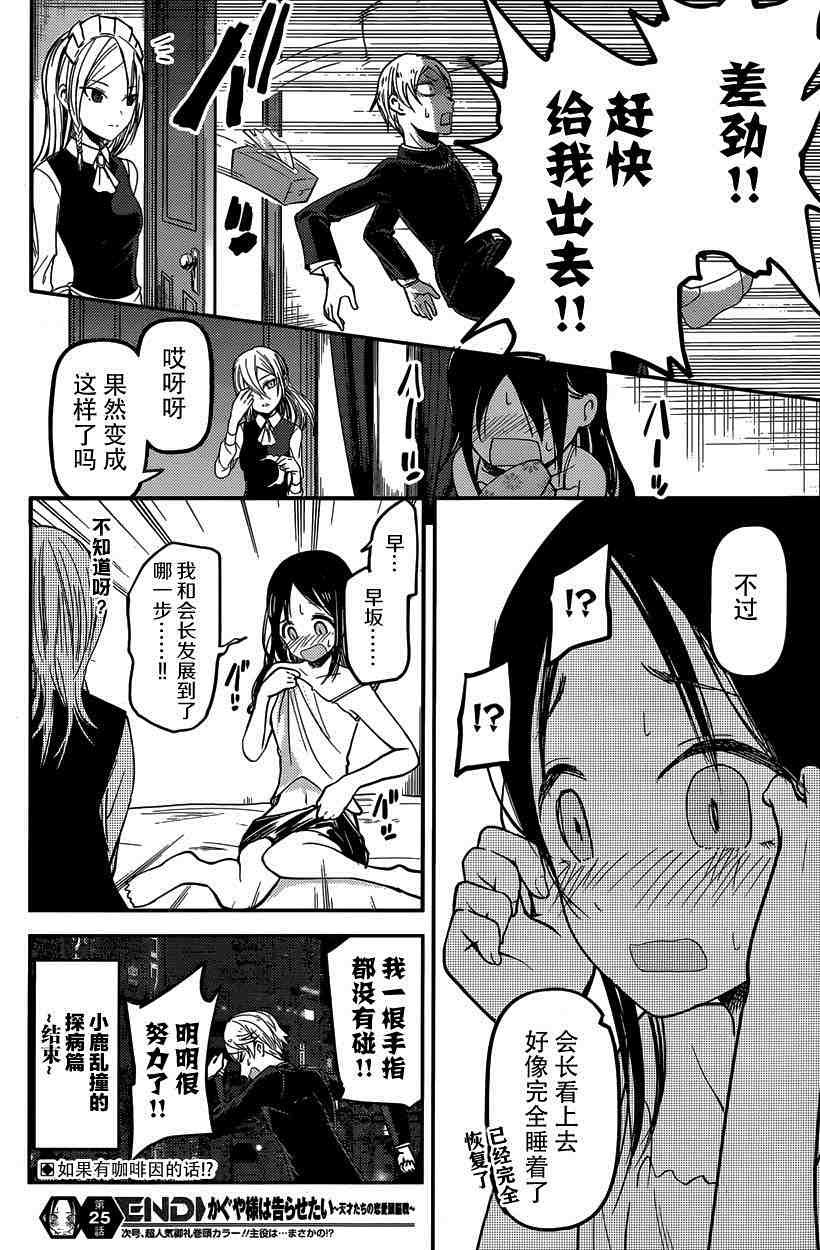 差劲!!
赶快
给我出去!!
哎呀呀
果然变成
这样了吗
不过
!?
!?
会长看上去
好像完全睡着了
已经完全
恢复了
早…
早坂
我和会长发展到了
哪一步……!!
不知道呀?
我一根手指
都没有碰!!
明明很
努力了!!
小鹿乱撞的
探病篇
~结束~
如果有咖啡因的话!?
第25話
END
かぐや様は告らせたい~天才たちの恋愛頭脳戦~
次号、超人気御礼巻頭カラー!!主役は…まさかの!?